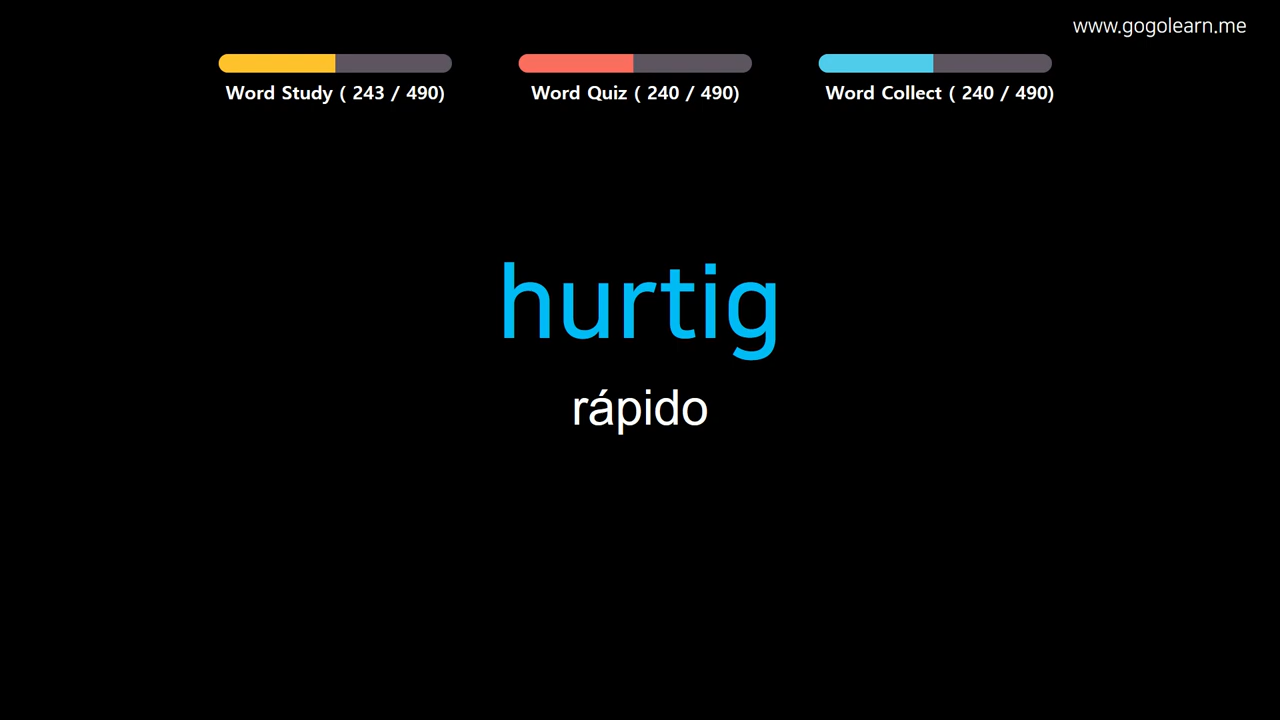 www.gogolearn.me
Word Study ( 243 / 490)
Word Quiz ( 240 / 490)
Word Collect ( 240 / 490)
hurtig
rápido